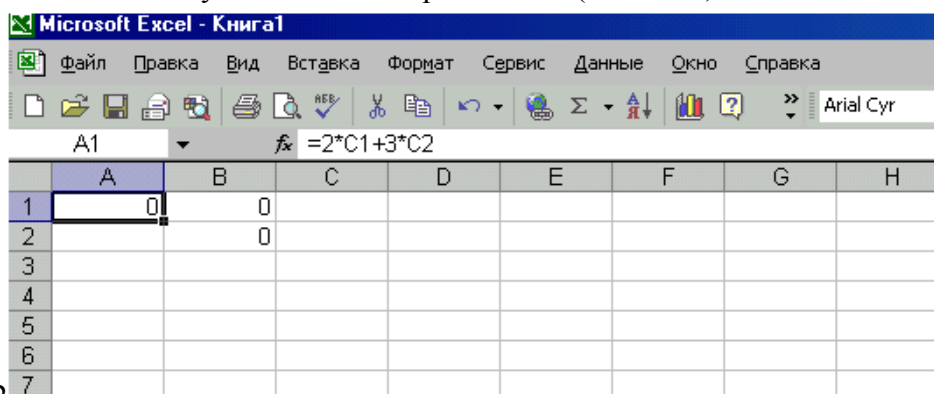 Microsoft Excel - Книга1
Файл Правка Вид Вставка Формат Сервис Данные Окно Справка
Arial Cyr
A1 fx =2*C1+3*C2
A B C D E F G H
1 0 0
2 0
3
4
5
6
7